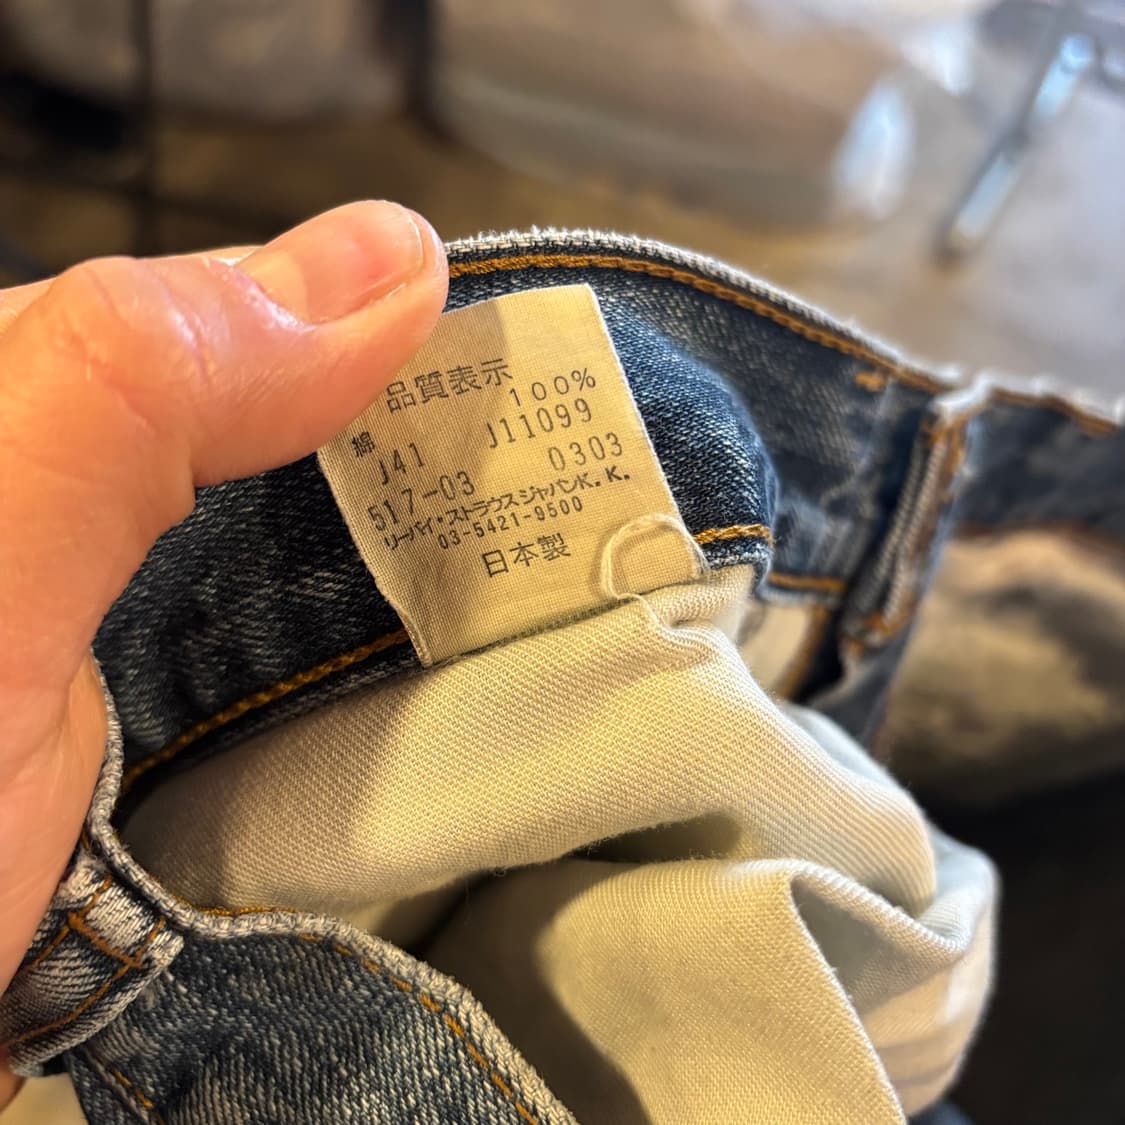 品質表示
綿 100%
J41 J11099
517-03 0303
リーバイ・ストラウスジャパンK.K.
03-5421-9500
日本製